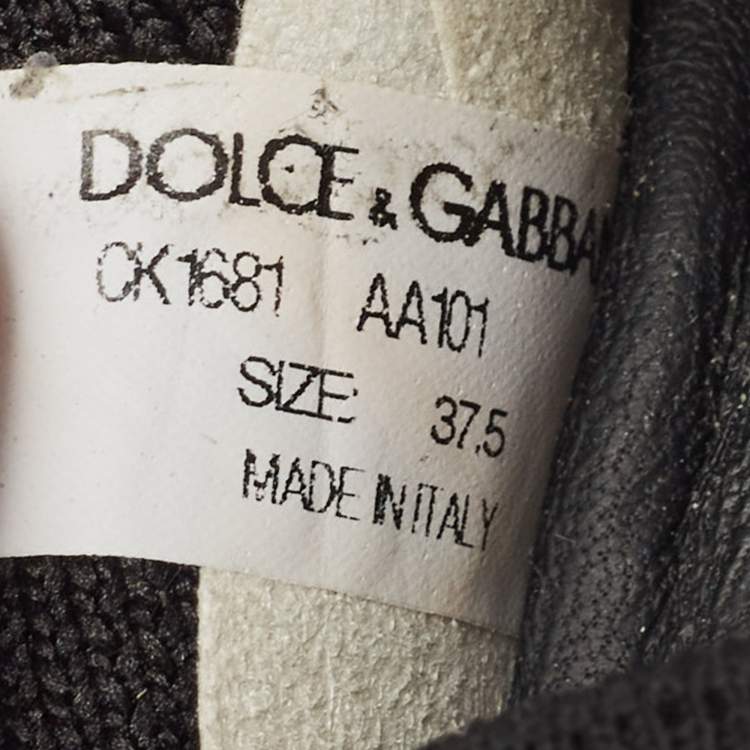 DOLCE & GABBA
CK1681 AA101
SIZE: 37.5
MADE IN ITALY